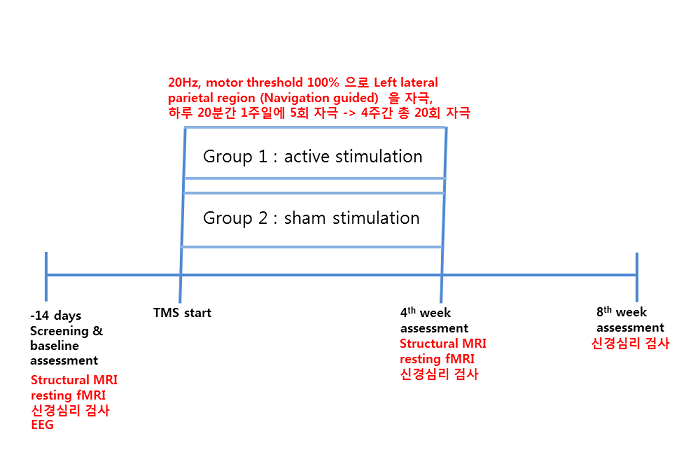 20Hz, motor threshold 100% 으로 Left lateral
parietal region (Navigation guided) 을 자극,
하루 20분간 1주일에 5회 자극 -> 4주간 총 20회 자극
Group 1 : active stimulation
Group 2 : sham stimulation
-14 days
Screening &
baseline
assessment
Structural MRI
resting fMRI
신경심리 검사
EEG
TMS start
4th week
assessment
Structural MRI
resting fMRI
신경심리 검사
8th week
assessment
신경심리 검사